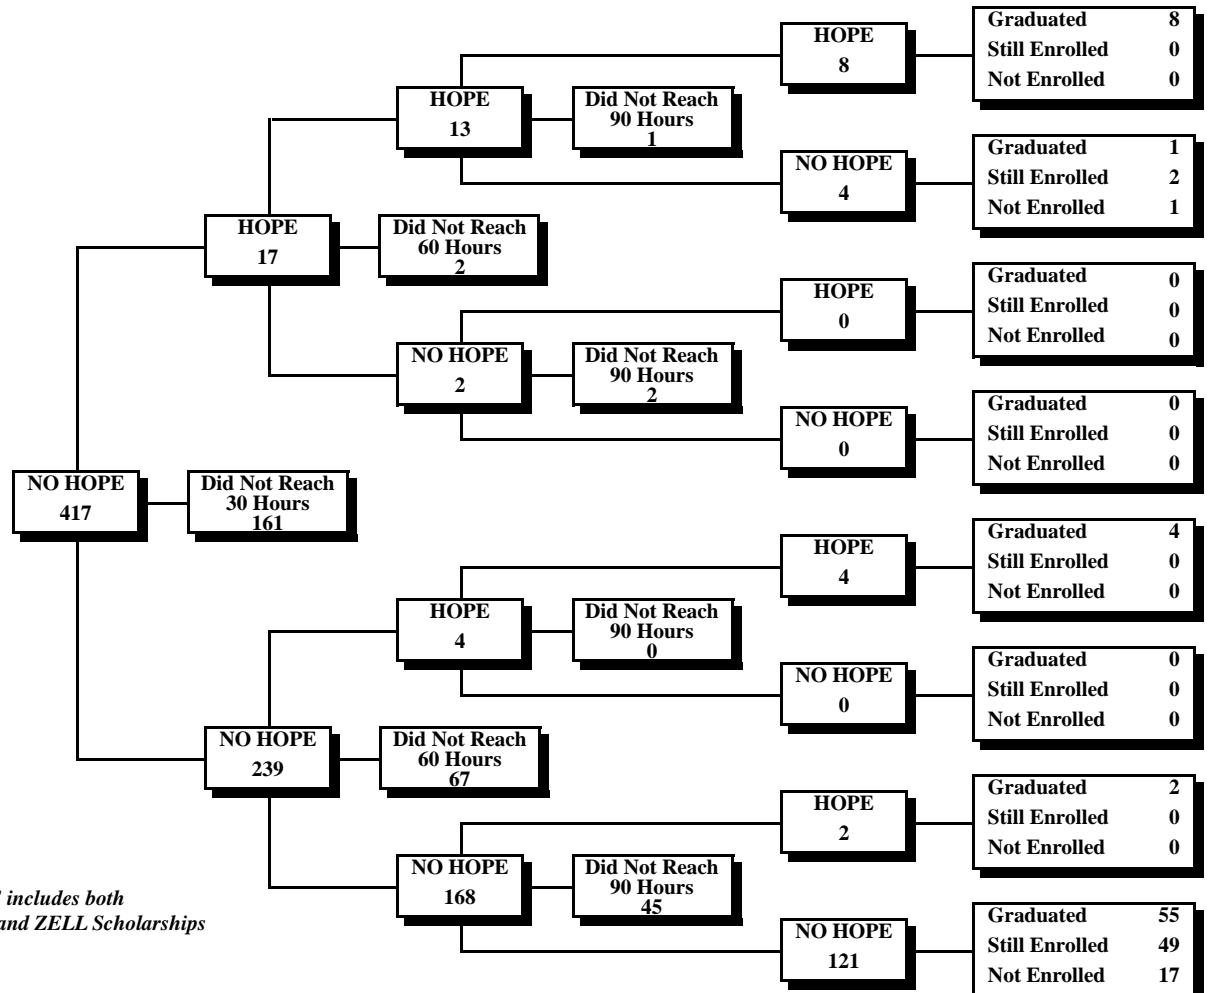 HOPE
8
Graduated 8
Still Enrolled 0
Not Enrolled 0
HOPE
13
Did Not Reach
90 Hours
1
NO HOPE
4
Graduated 1
Still Enrolled 2
Not Enrolled 1
HOPE
17
Did Not Reach
60 Hours
2
HOPE
0
Graduated 0
Still Enrolled 0
Not Enrolled 0
NO HOPE
2
Did Not Reach
90 Hours
2
NO HOPE
0
Graduated 0
Still Enrolled 0
Not Enrolled 0
NO HOPE
417
Did Not Reach
30 Hours
161
HOPE
4
Graduated 4
Still Enrolled 0
Not Enrolled 0
HOPE
4
Did Not Reach
90 Hours
0
NO HOPE
0
Graduated 0
Still Enrolled 0
Not Enrolled 0
NO HOPE
239
Did Not Reach
60 Hours
67
HOPE
2
Graduated 2
Still Enrolled 0
Not Enrolled 0
NO HOPE
168
Did Not Reach
90 Hours
45
NO HOPE
121
Graduated 55
Still Enrolled 49
Not Enrolled 17
includes both
and ZELL Scholarships